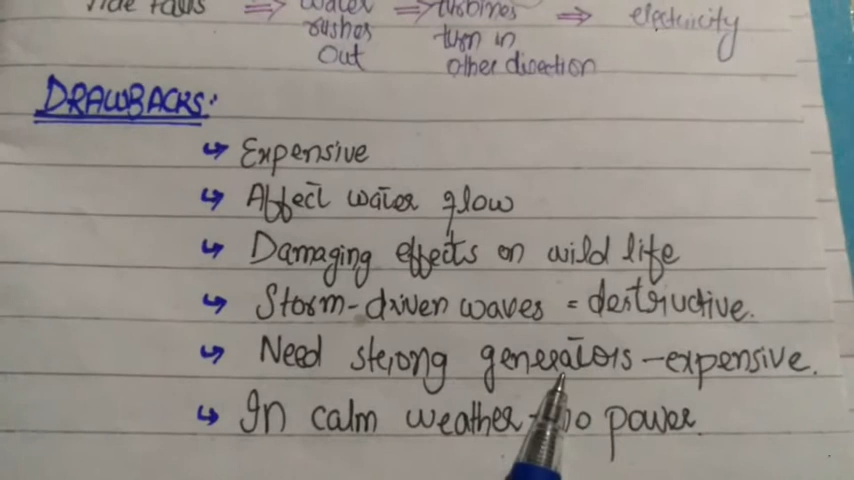 Tide falls ⇒ water ⇒ turbines ⇒ electricity
rushes turn in
Out other direction
DRAWBACKS:
↪ Expensive
↪ Affect water flow
↪ Damaging effects on wild life
↪ Storm-driven waves = destructive.
↪ Need strong generators - expensive.
↪ In calm weather - no power.